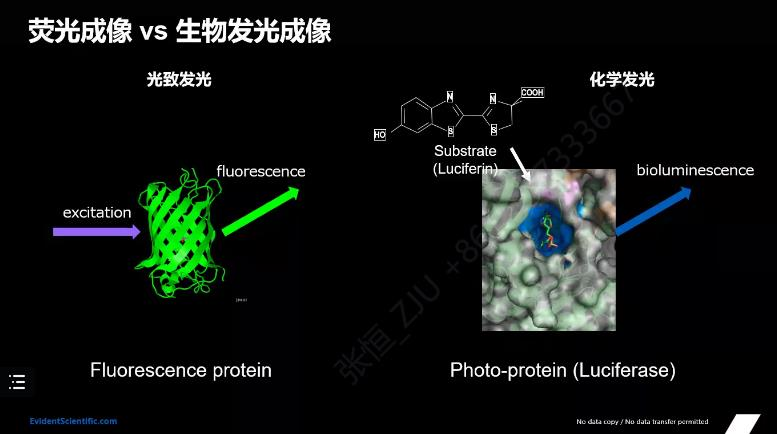 荧光成像 vs 生物发光成像
光致发光
化学发光
N
N
COOH
S
S
HO
Substrate
(Luciferin)
fluorescence
bioluminescence
excitation
Fluorescence protein
Photo-protein (Luciferase)
张恒_ZJU +86
3333667
EvidentScientific.com
No data copy / No data transfer permitted